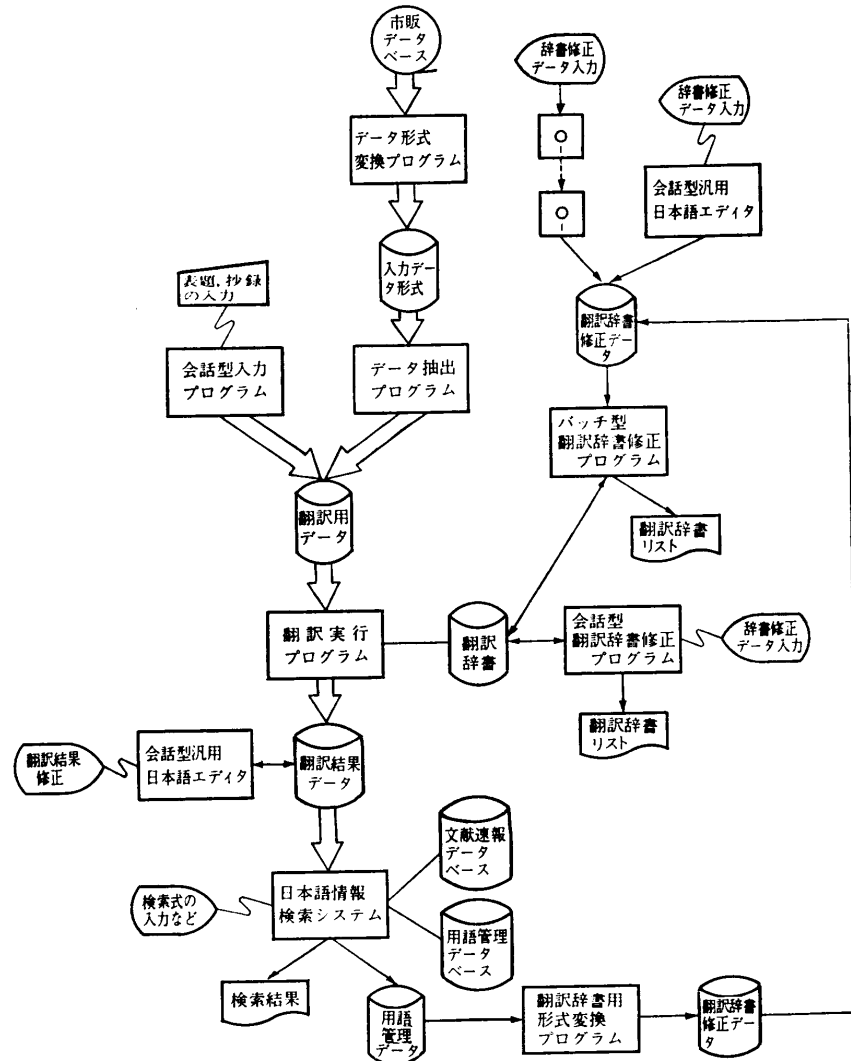 市販
データ
ベース
辞書修正
データ入力
辞書修正
データ入力
データ形式
変換プログラム
会話型汎用
日本語エディタ
表題、抄録
の入力
入力デー
タ形式
翻訳辞書
修正デー
タ
会話型入力
プログラム
データ抽出
プログラム
バッチ型
翻訳辞書修正
プログラム
翻訳用
データ
翻訳辞書
リスト
翻訳実行
プログラム
翻訳
辞書
会話型
翻訳辞書修正
プログラム
辞書修正
データ入力
翻訳辞書
リスト
翻訳結果
修正
会話型汎用
日本語エディタ
翻訳結果
データ
文献速報
データ
ベース
検索式の
入力など
日本語情報
検索システム
用語管理
データ
ベース
検索結果
用語
管理
データ
翻訳辞書用
形式変換
プログラム
翻訳辞書
修正デー
タ